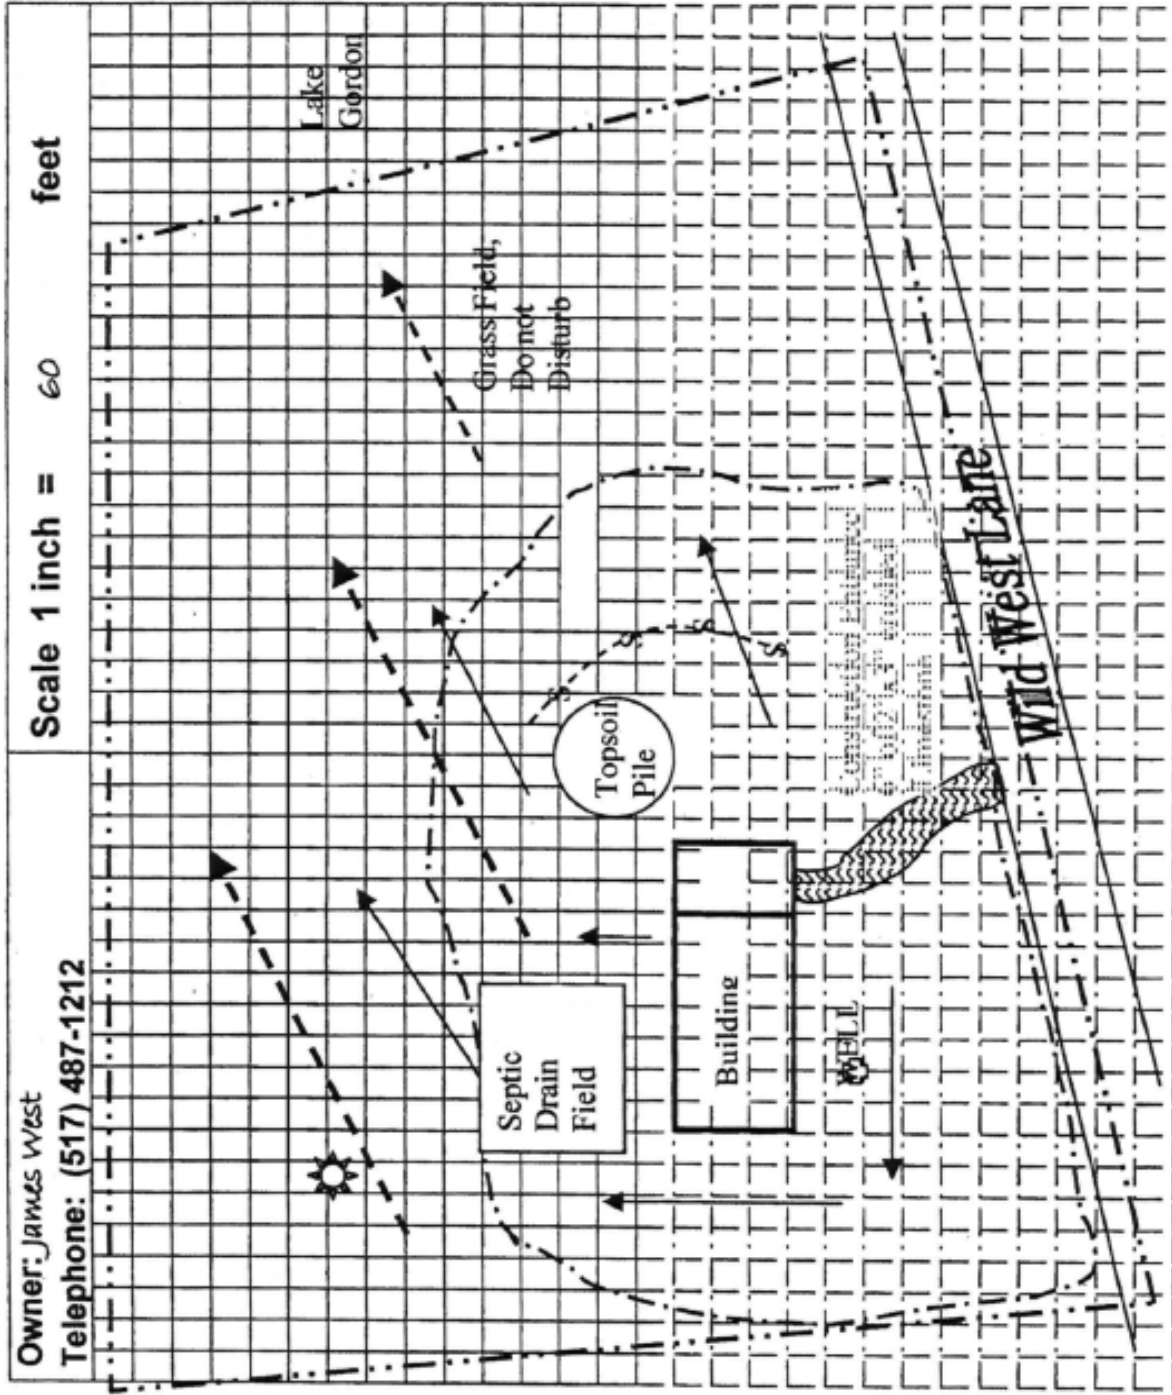 Owner: James West
Telephone: (517) 487-1212
Scale 1 inch = 60 feet
Lake
Gordon
Grass Field,
Do not
Disturb
Topsoil
Pile
$
$
$
$
Septic
Drain
Field
Building
WELL
Wild West Lane